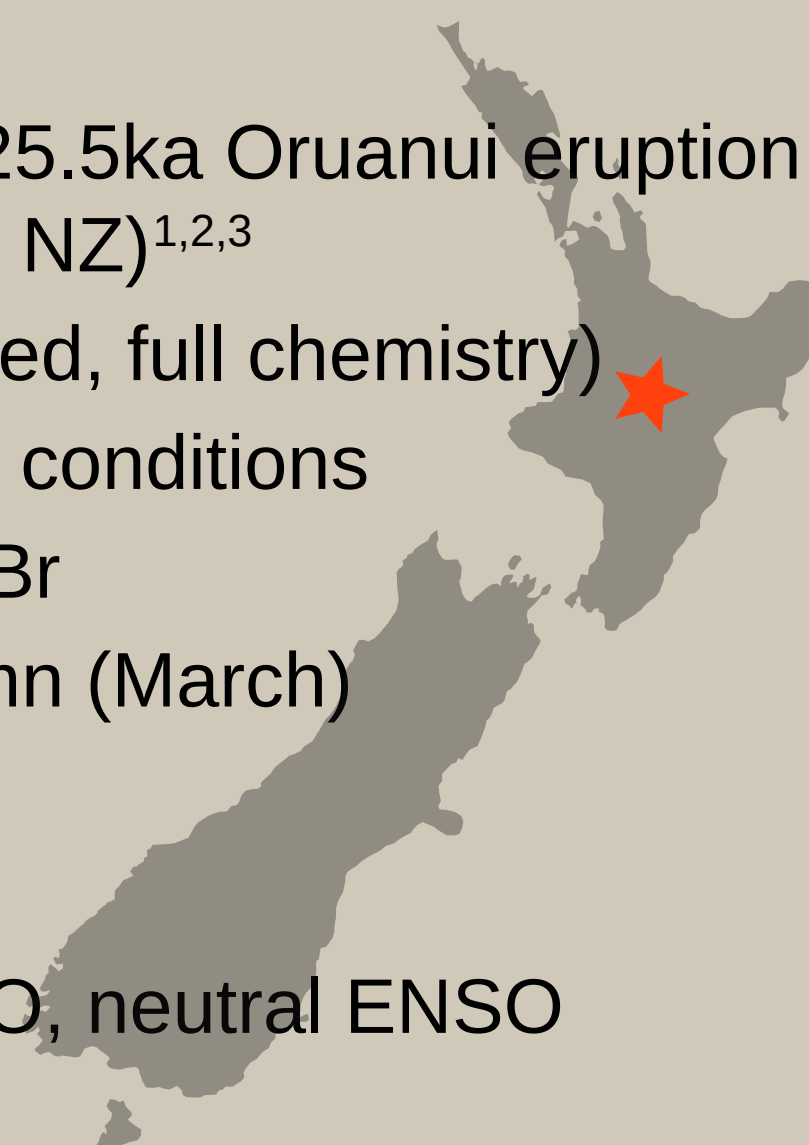 25.5ka Oruanui eruption
NZ)1,2,3
ed, full chemistry)
conditions
Br
nn (March)
O, neutral ENSO